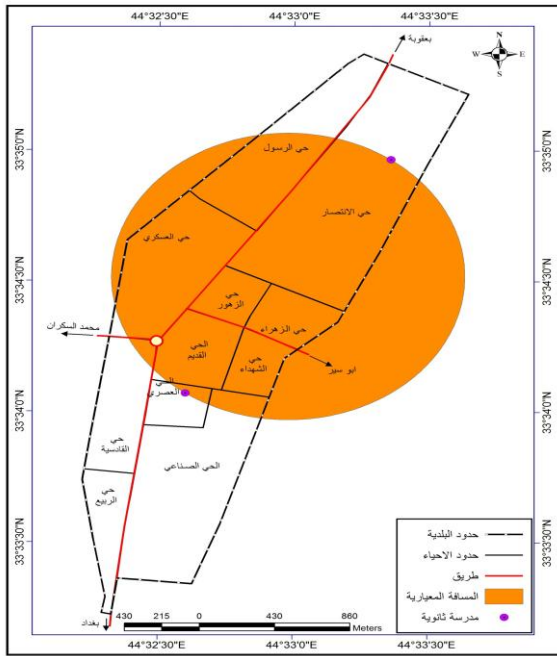 44°32'30"E
44°33'0"E
44°33'30"E
N
W
E
S
بعقوبة
33°35'0"N
33°35'0"N
حي الرسول
حي الانتصار
حي العسكري
33°34'30"N
33°34'30"N
حي
الزهور
محمد السكران
الحي
القديم
حي الزهراء
حي
الشهداء
ابو سير
33°34'0"N
33°34'0"N
الحي
العصري
حي
القادسية
الحي الصناعي
حي
الربيع
33°33'30"N
33°33'30"N
حدود البلدية
حدود الاحياء
طريق
المسافة المعيارية
مدرسة ثانوية
بغداد
430
215
0
430
860
Meters
44°32'30"E
44°33'0"E
44°33'30"E